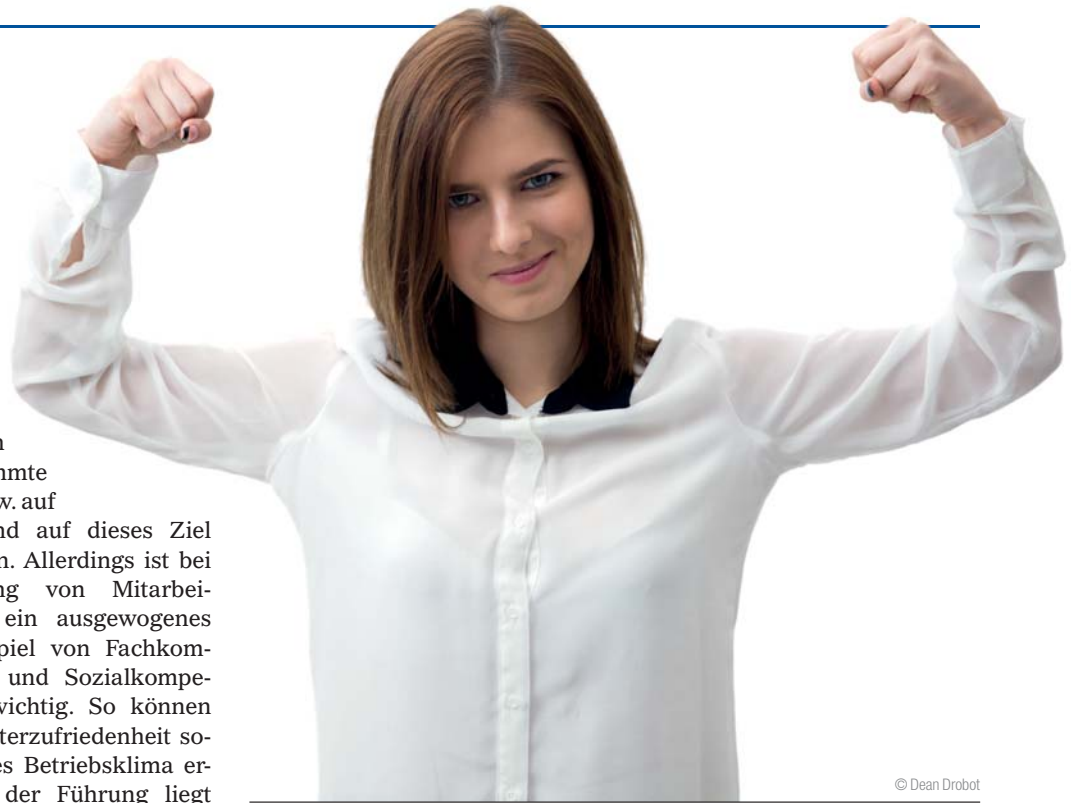 w. auf
nd auf dieses Ziel
n. Allerdings ist bei
ng von Mitarbei-
ein ausgewogenes
piel von Fachkom-
und Sozialkompe-
wichtig. So können
terzufriedenheit so-
es Betriebsklima er-
der Führung liegt
© Dean Drobot